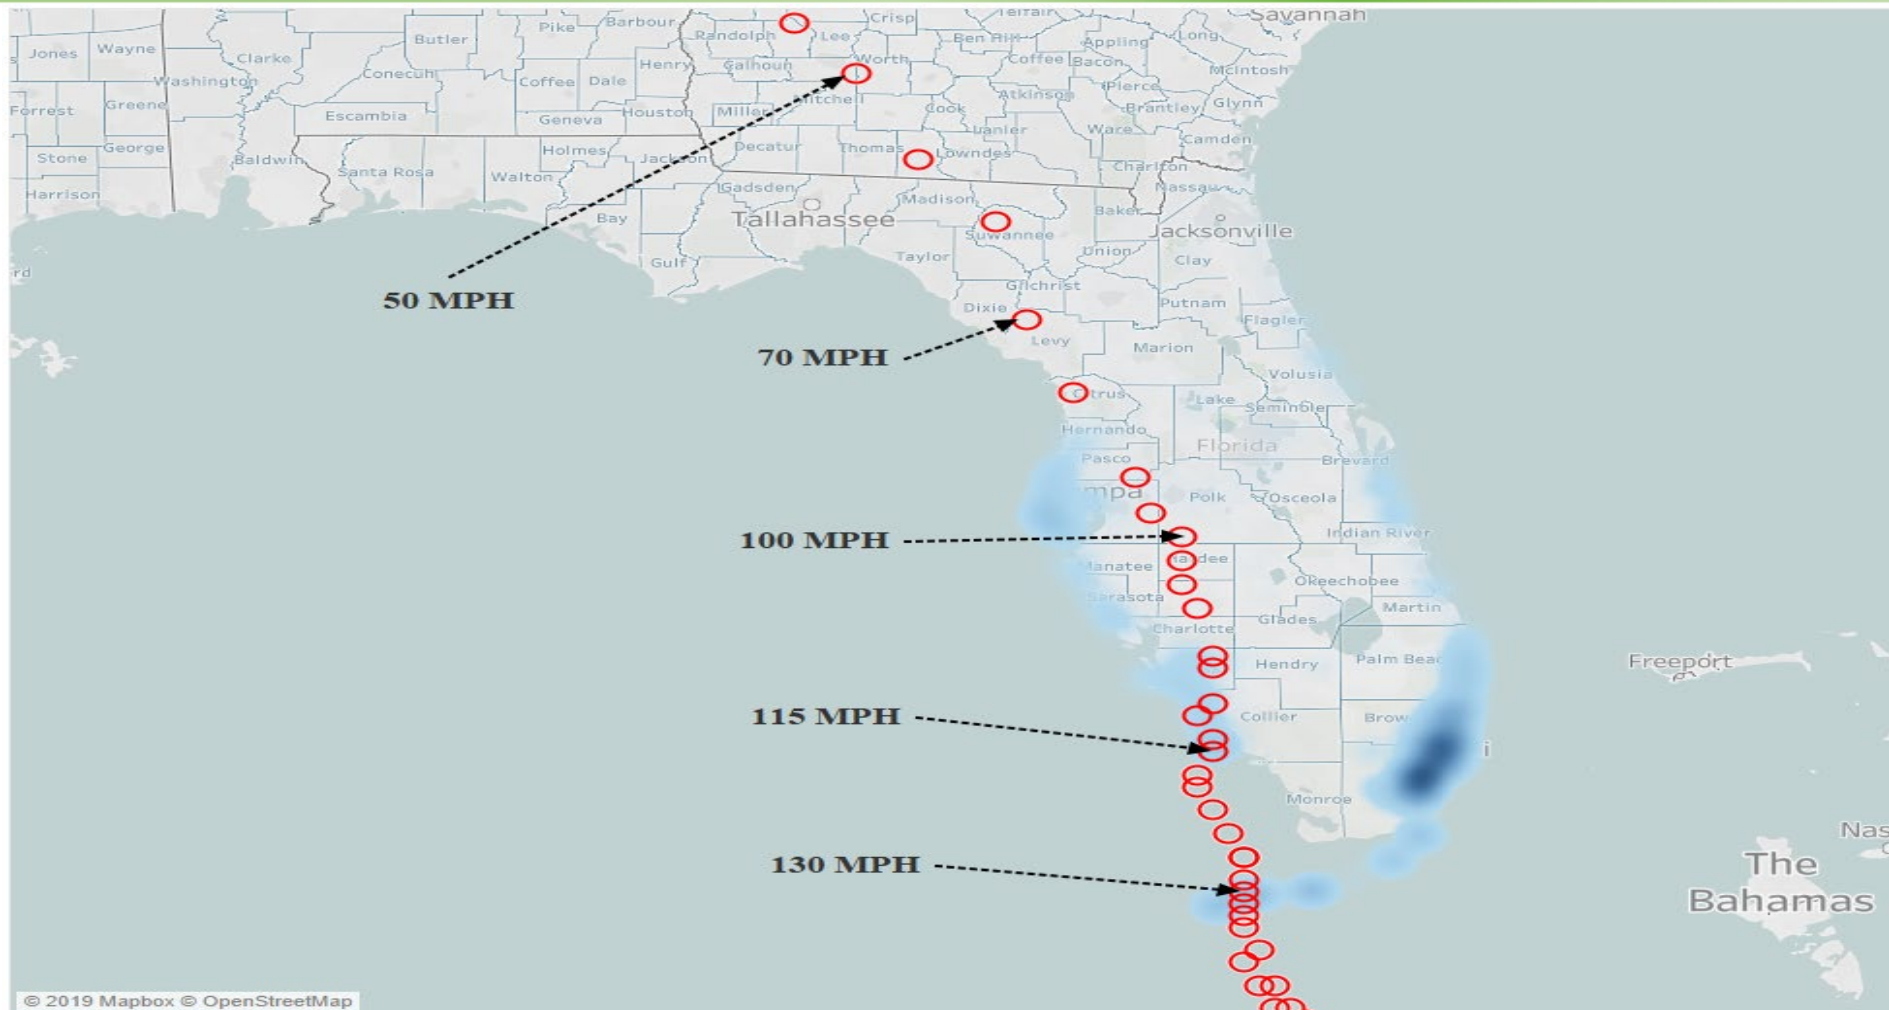 Savannah
Pike
Barbour
Crisp
Telfair
Jones
Wayne
Butler
Randolph
Lee
Ben Hill
Appling
Long
Clarke
Washington
Conecuh
Coffee
Dale
Henry
Calhoun
Worth
Coffee
Bacon
McIntosh
Forrest
Greene
Escambia
Geneva
Houston
Miller
Mitchell
Cook
Atkinson
Pierce
Brantley
Glynn
Stone
George
Baldwin
Holmes
Jackson
Decatur
Thomas
Lowndes
Lanier
Ware
Camden
Charlton
Harrison
Santa Rosa
Walton
Gadsden
Madison
Nassau
Bay
Tallahassee
Suwannee
Baker
Jacksonville
rd
Gulf
Taylor
Union
Clay
50 MPH
Gilchrist
Dixie
Putnam
Flagler
70 MPH
Levy
Marion
Citrus
Lake
Volusia
Seminole
Hernando
Florida
Pasco
Brevard
mpa
Polk
Osceola
100 MPH
Indian River
Manatee
dee
Okeechobee
Sarasota
Martin
Charlotte
Glades
Hendry
Palm Beac
Freeport
115 MPH
Collier
Brow
i
Monroe
130 MPH
Nas
The
Bahamas
© 2019 Mapbox © OpenStreetMap